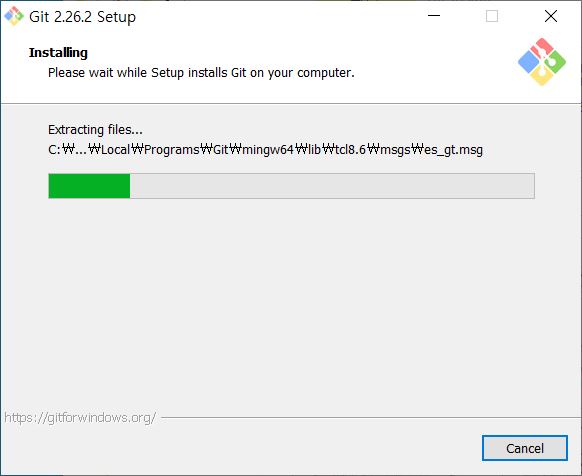 Git 2.26.2 Setup
Installing
Please wait while Setup installs Git on your computer.
Extracting files...
C:₩...₩Local₩Programs₩Git₩mingw64₩lib₩tcl8.6₩msgs₩es_gt.msg
https://gitforwindows.org/
Cancel